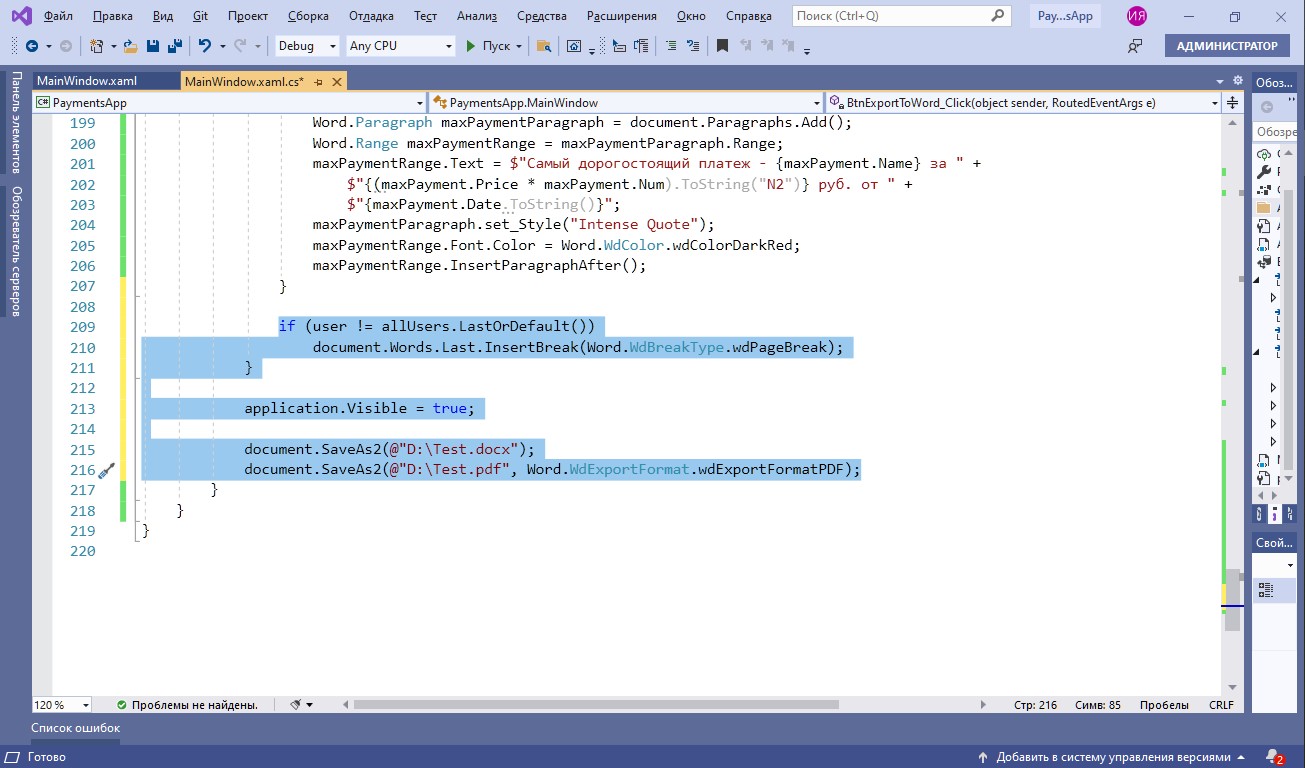 Файл Правка Вид Git Проект Сборка Отладка Тест Анализ Средства Расширения Окно Справка Поиск (Ctrl+Q) Pay...sApp ИЯ
Debug Any CPU Пуск АДМИНИСТРАТОР
MainWindow.xaml MainWindow.xaml.cs* Обоз...
PaymentsApp PaymentsApp.MainWindow BtnExportToWord_Click(object sender, RoutedEventArgs e)
Панель элементов
Обозреватель серверов
Обозре
199 Word.Paragraph maxPaymentParagraph = document.Paragraphs.Add();
200 Word.Range maxPaymentRange = maxPaymentParagraph.Range;
201 maxPaymentRange.Text = $"Самый дорогостоящий платеж - {maxPayment.Name} за " +
202 $"{(maxPayment.Price * maxPayment.Num).ToString("N2")} руб. от " +
203 $"{maxPayment.Date.ToString()}";
204 maxPaymentParagraph.set_Style("Intense Quote");
205 maxPaymentRange.Font.Color = Word.WdColor.wdColorDarkRed;
206 maxPaymentRange.InsertParagraphAfter();
207 }
208
209 if (user != allUsers.LastOrDefault())
210 document.Words.Last.InsertBreak(Word.WdBreakType.wdPageBreak);
211 }
212
213 application.Visible = true;
214
215 document.SaveAs2(@"D:\Test.docx");
216 document.SaveAs2(@"D:\Test.pdf", Word.WdExportFormat.wdExportFormatPDF);
217 }
218 }
219 }
220
Свой...
120 % Проблемы не найдены. Стр: 216 Симв: 85 Пробелы CRLF
Список ошибок
Готово Добавить в систему управления версиями 2